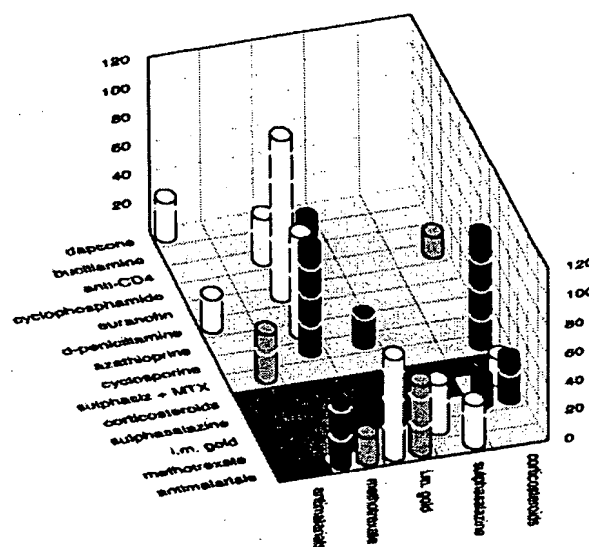 120
100
80
60
40
20
dapsone
bucillamine
anti-CD4
cyclophosphamide
auranofin
d-penicillamine
azathioprine
cyclosporine
sulphasalz + MTX
corticosteroids
sulphasalazine
i.m. gold
methotrexate
antimalarials
120
100
80
60
40
20
0
antimalarials
methotrexate
i.m. gold
sulphasalazine
corticosteroids